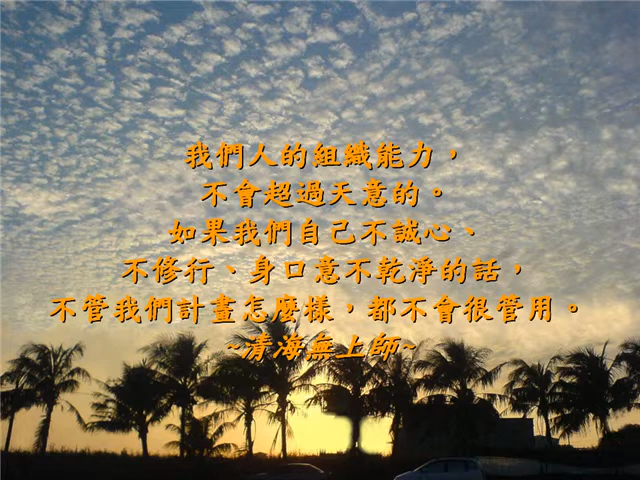 我們人的組織能力，
不會超過天意的。
如果我們自己不誠心、
不修行、身口意不乾淨的話，
不管我們計畫怎麼樣，都不會很管用。
~清海無上師~